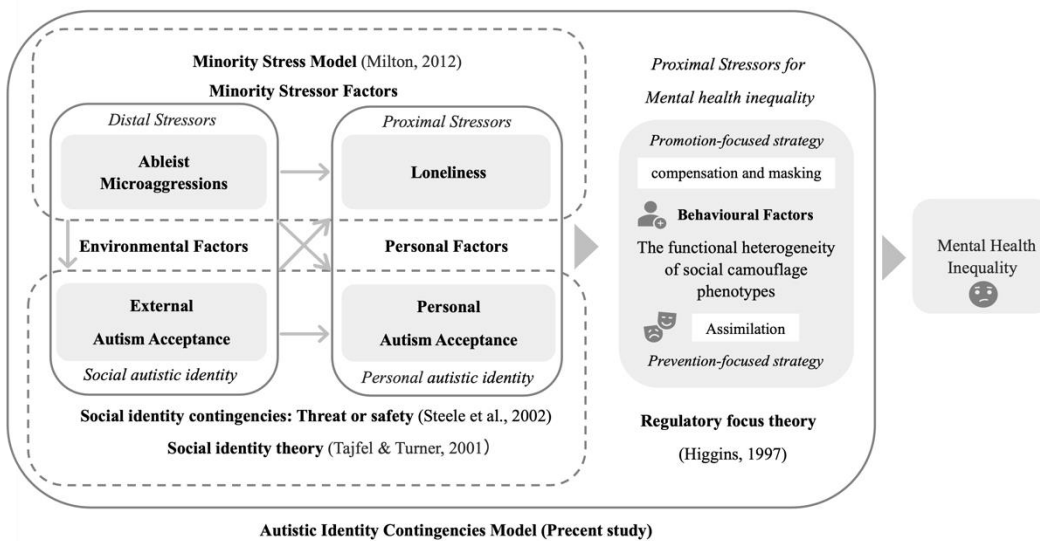 Minority Stress Model (Milton, 2012)
Minority Stressor Factors
Distal Stressors
Ableist
Microaggressions
Environmental Factors
External
Autism Acceptance
Social autistic identity
Proximal Stressors
Loneliness
Personal Factors
Personal
Autism Acceptance
Personal autistic identity
Social identity contingencies: Threat or safety (Steele et al., 2002)
Social identity theory (Tajfel & Turner, 2001)
Proximal Stressors for
Mental health inequality
Promotion-focused strategy
compensation and masking
Behavioural Factors
The functional heterogeneity
of social camouflage
phenotypes
Assimilation
Prevention-focused strategy
Regulatory focus theory
(Higgins, 1997)
Mental Health
Inequality
Autistic Identity Contingencies Model (Precent study)